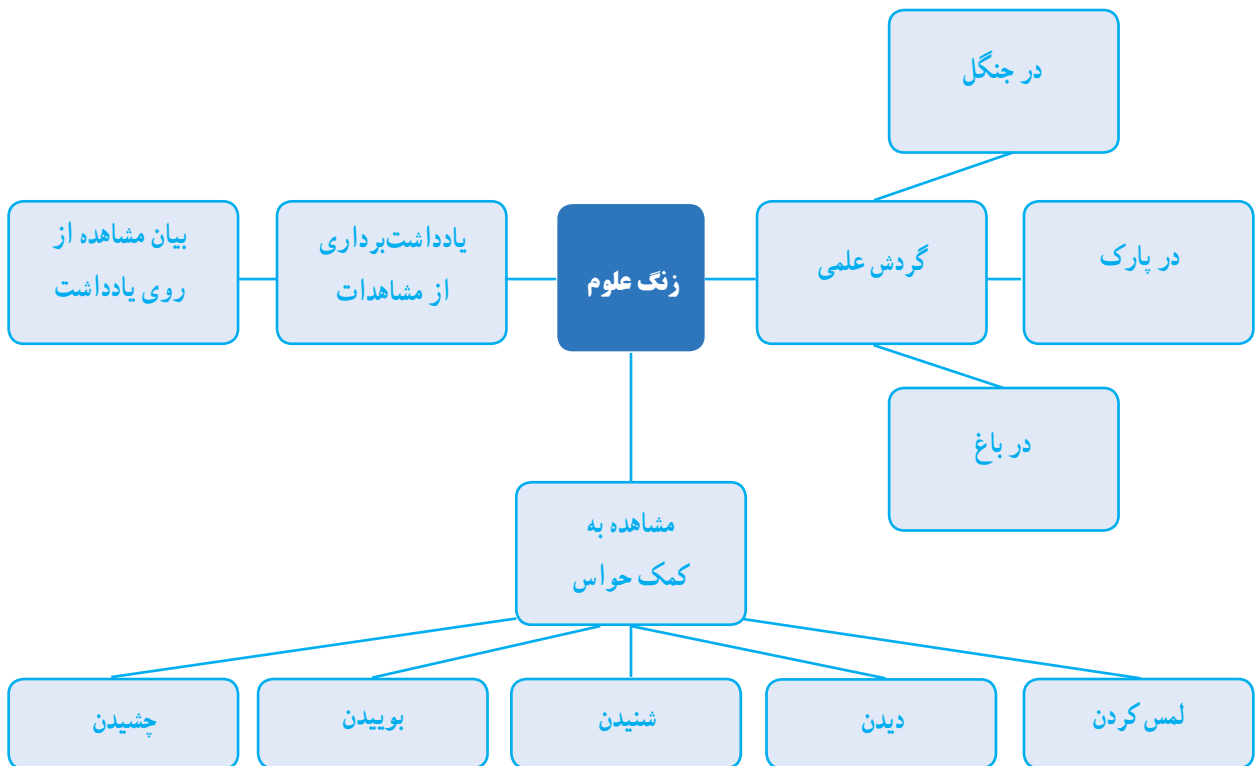 در جنگل
در پارک
گردش علمی
زنگ علوم
یادداشت‌برداری
از مشاهدات
بیان مشاهده از
روی یادداشت
در باغ
مشاهده به
کمک حواس
لمس کردن
دیدن
شنیدن
بوییدن
چشیدن